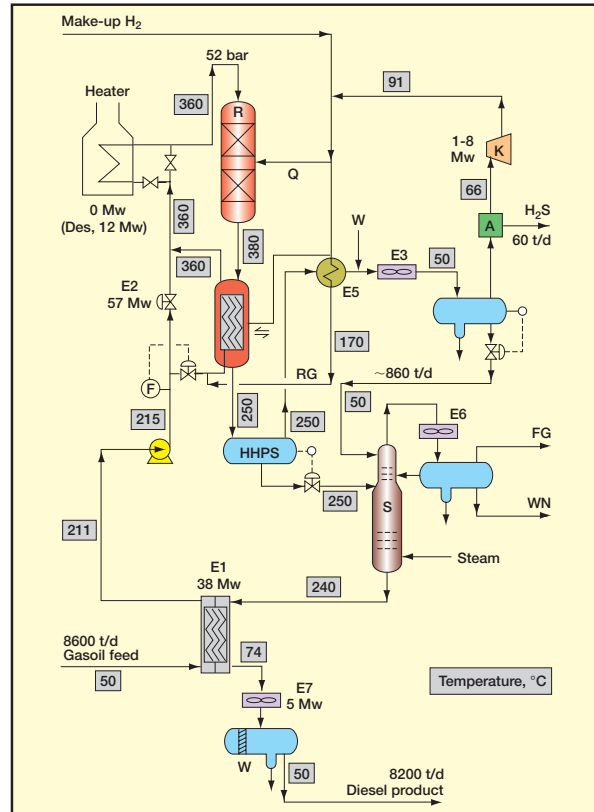 Make-up H2
52 bar
91
Heater
360
R
1-8
Mw
K
Q
66
W
H2S
A
60 t/d
0 Mw
(Des, 12 Mw)
360
380
E3
50
360
E5
E2
57 Mw
170
~860 t/d
F
RG
50
E6
250
250
215
FG
HHPS
250
S
WN
211
Steam
E1
38 Mw
240
8600 t/d
Gasoil feed
74
50
E7
5 Mw
Temperature, °C
W
50
8200 t/d
Diesel product